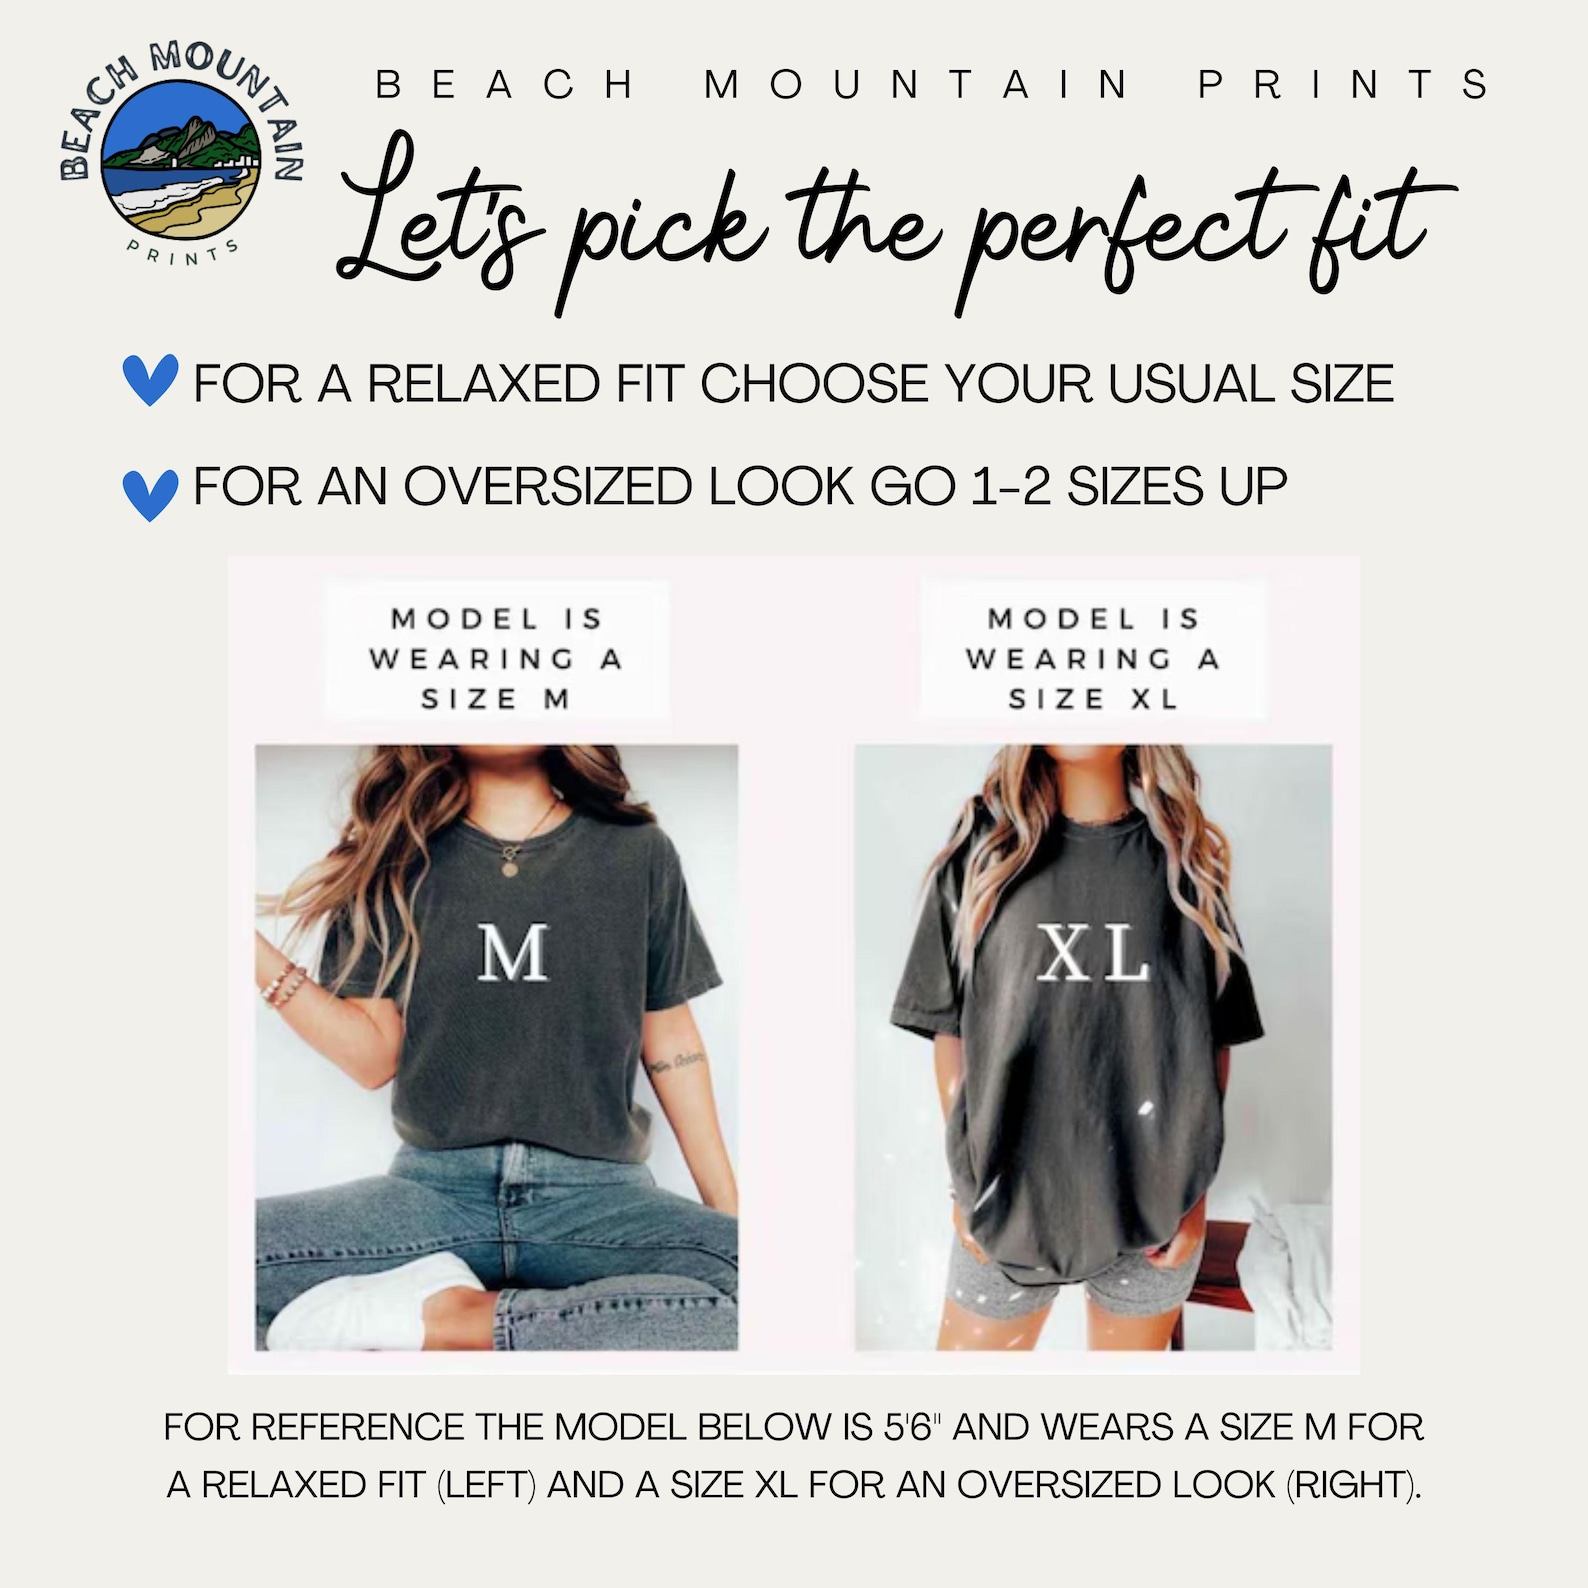 BEACH MOUNTAIN
PRINTS
BEACH MOUNTAIN PRINTS
Let's pick the perfect fit
FOR A RELAXED FIT CHOOSE YOUR USUAL SIZE
FOR AN OVERSIZED LOOK GO 1-2 SIZES UP
MODEL IS
WEARING A
SIZE M
MODEL IS
WEARING A
SIZE XL
M
XL
FOR REFERENCE THE MODEL BELOW IS 5'6" AND WEARS A SIZE M FOR
A RELAXED FIT (LEFT) AND A SIZE XL FOR AN OVERSIZED LOOK (RIGHT).